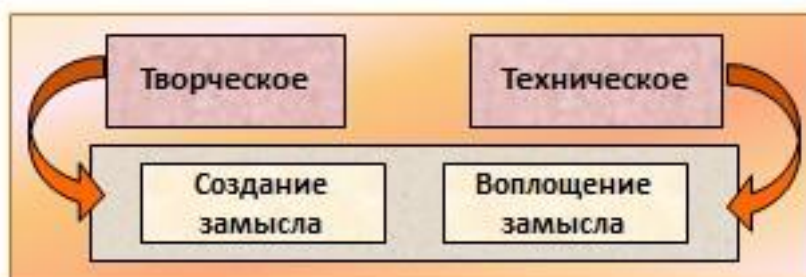 Творческое
Техническое
Создание
замысла
Воплощение
замысла